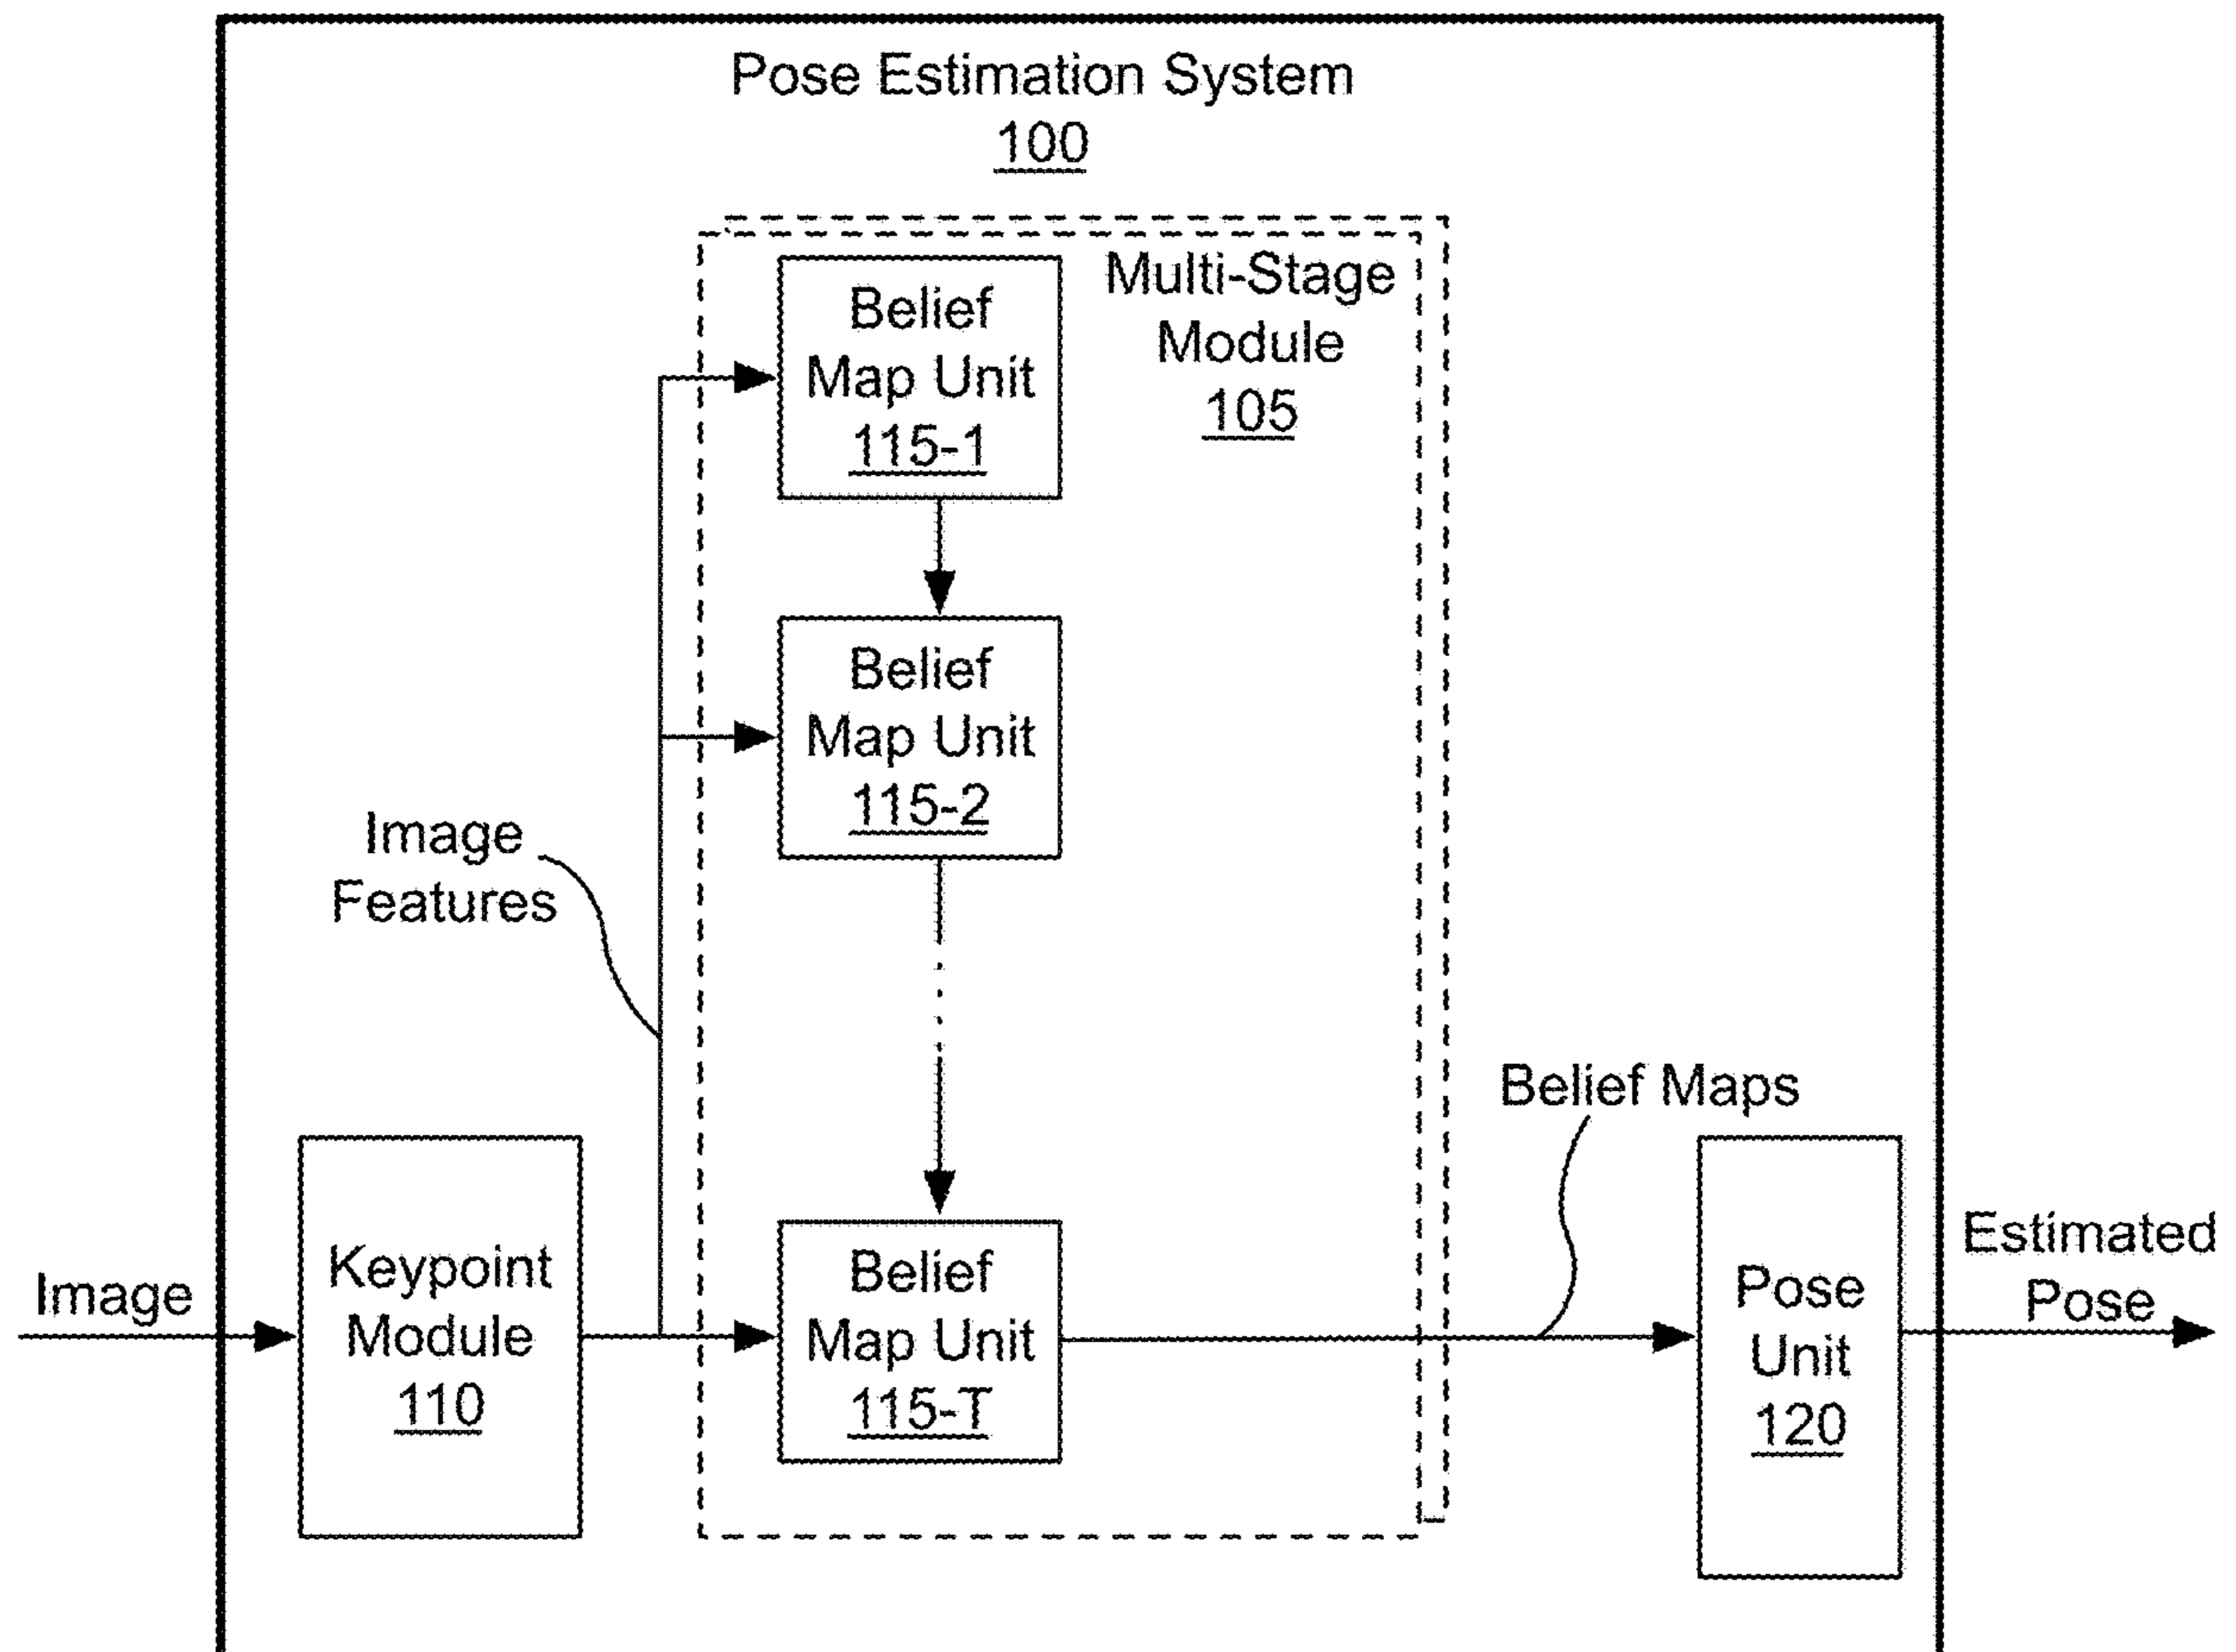 Pose Estimation System
100
Multi-Stage
Module
105
Belief
Map Unit
115-1
Belief
Map Unit
115-2
Image
Features
Belief Maps
Image
Keypoint
Module
110
Belief
Map Unit
115-T
Pose
Unit
120
Estimated
Pose